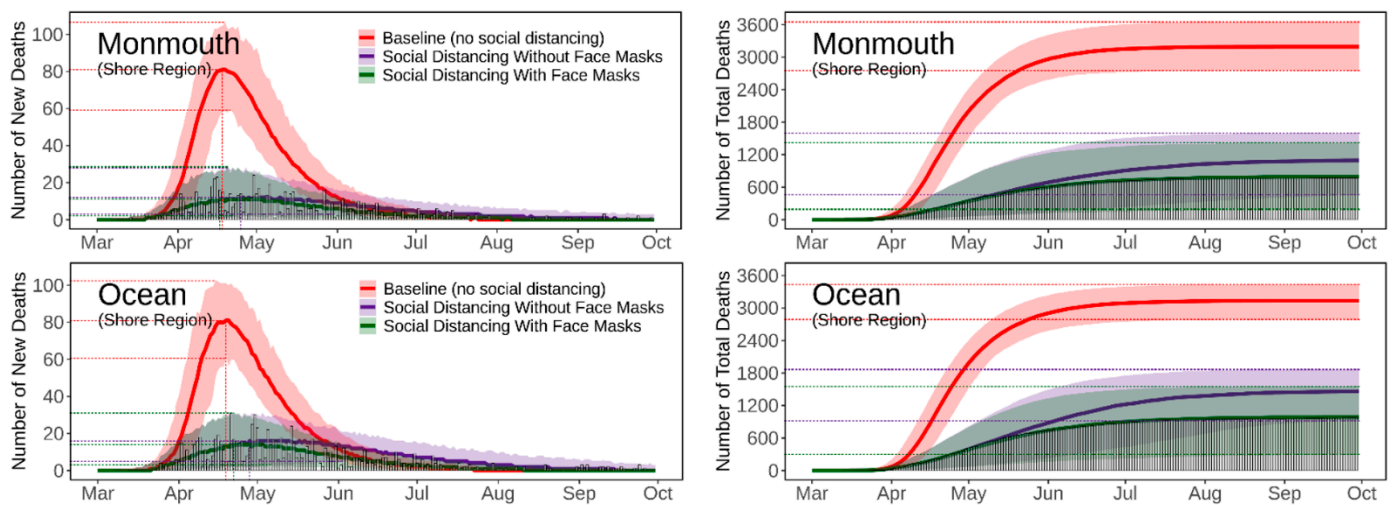 Number of New Deaths
100
80
60
40
20
0
Monmouth
(Shore Region)
Baseline (no social distancing)
Social Distancing Without Face Masks
Social Distancing With Face Masks
Mar Apr May Jun Jul Aug Sep Oct
Number of Total Deaths
3600
3000
2400
1800
1200
600
0
Monmouth
(Shore Region)
Mar Apr May Jun Jul Aug Sep Oct
Number of New Deaths
100
80
60
40
20
0
Ocean
(Shore Region)
Baseline (no social distancing)
Social Distancing Without Face Masks
Social Distancing With Face Masks
Mar Apr May Jun Jul Aug Sep Oct
Number of Total Deaths
3600
3000
2400
1800
1200
600
0
Ocean
(Shore Region)
Mar Apr May Jun Jul Aug Sep Oct